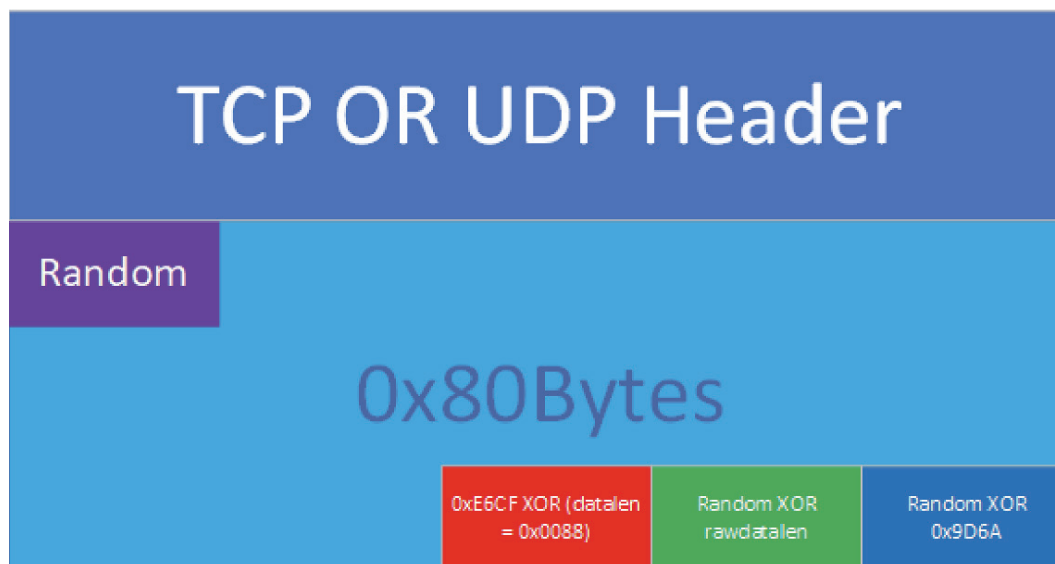 TCP OR UDP Header
Random
0x80Bytes
0xE6CF XOR (datalen
= 0x0088)
Random XOR
rawdatalen
Random XOR
0x9D6A